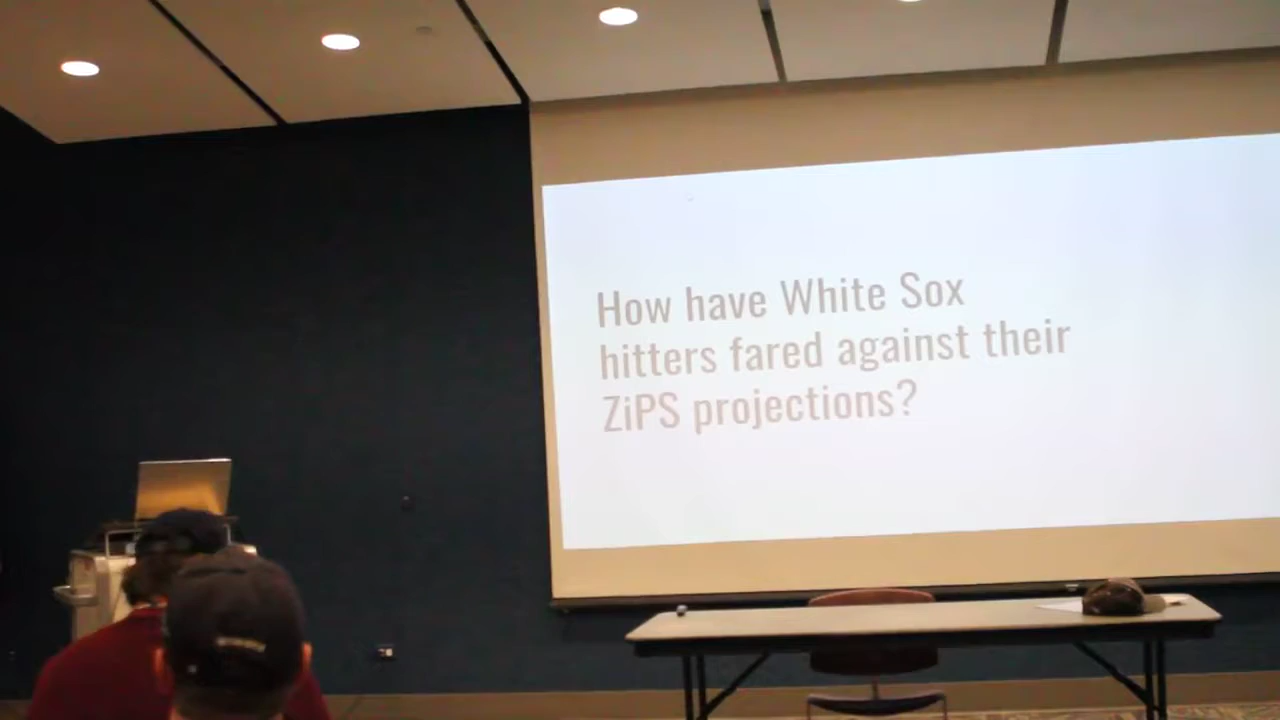 How have White Sox
hitters fared against their
ZiPS projections?